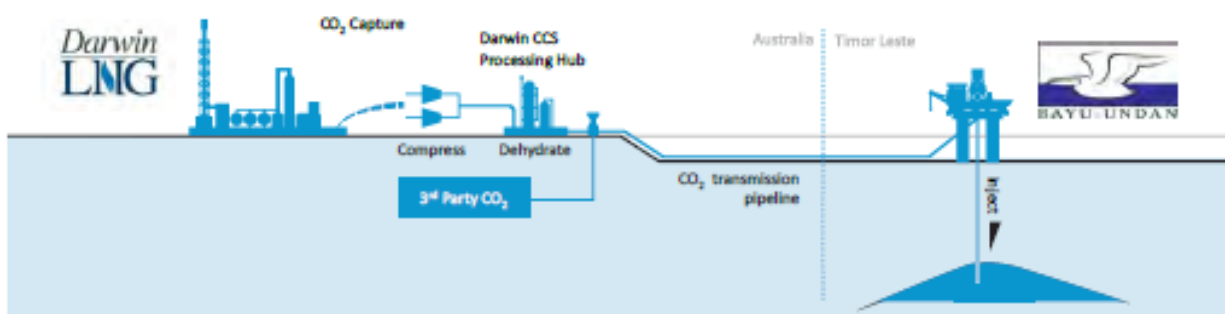 Darwin
LNG
CO₂ Capture
Darwin CCS
Processing Hub
Australia
Timor Leste
BAYU-UNDAN
Compress
Dehydrate
3ʳᵈ Party CO₂
CO₂ transmission
pipeline
Inject